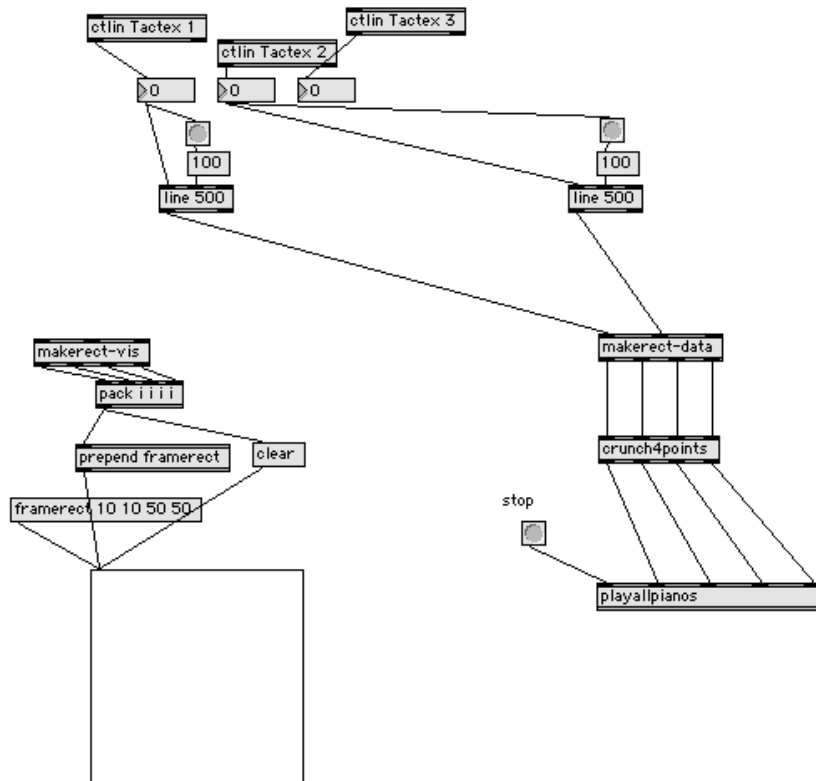 ctlin Tactex 1
ctlin Tactex 3
ctlin Tactex 2
0
0
0
100
100
line 500
line 500
makerect-vis
makerect-data
pack i i i i
prepend framerect
clear
crunch4points
framerect 10 10 50 50
stop
playallpianos